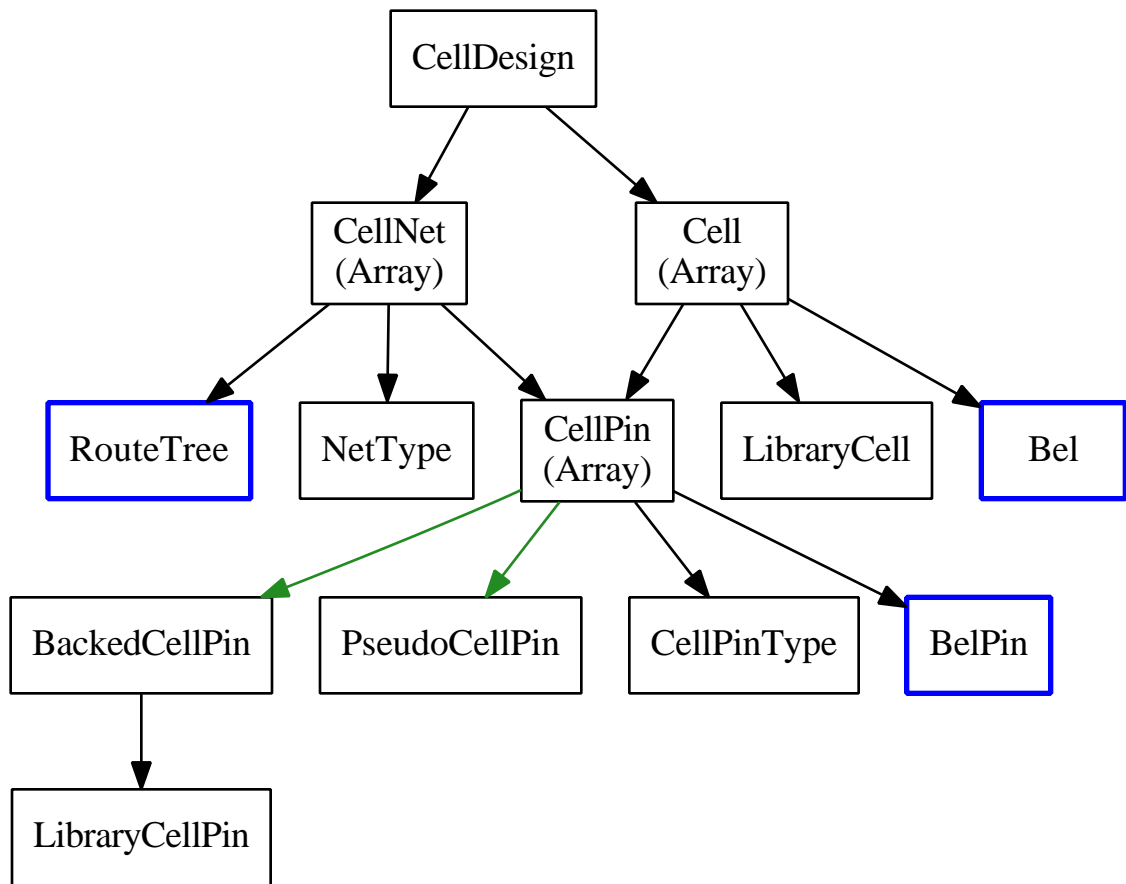 CellDesign
CellNet
(Array)
Cell
(Array)
RouteTree
NetType
CellPin
(Array)
LibraryCell
Bel
BackedCellPin
PseudoCellPin
CellPinType
BelPin
LibraryCellPin